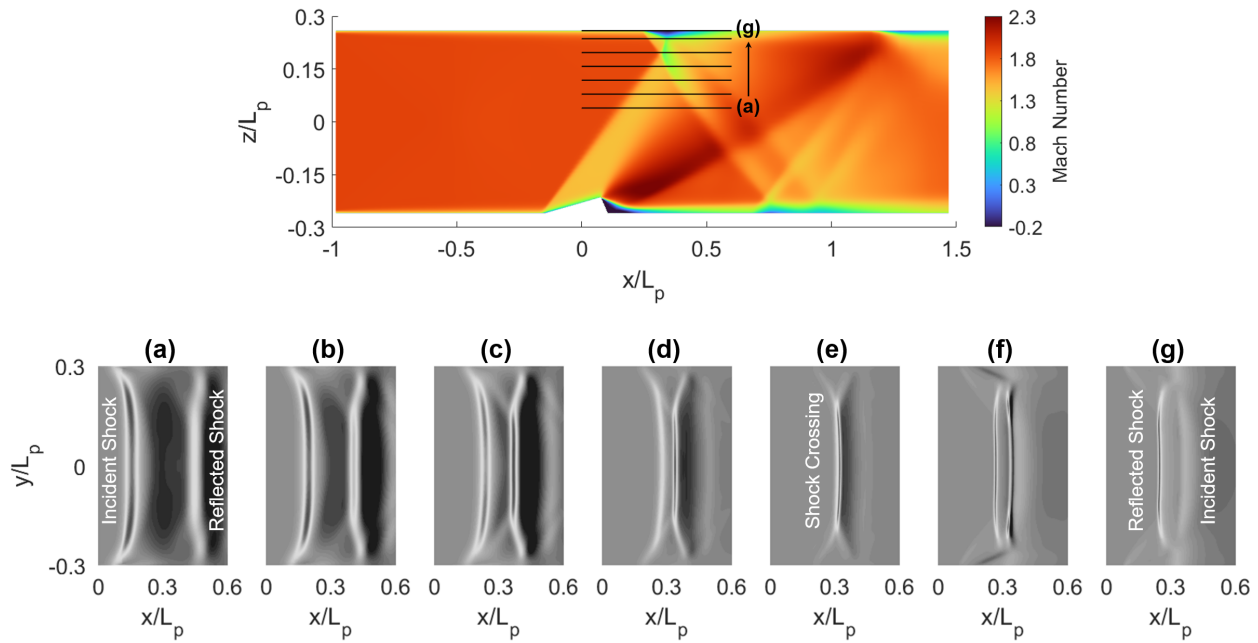 0.3
0.15
0
-0.15
-0.3
z/L_p
-1
-0.5
0
0.5
1
1.5
x/L_p
(g)
(a)
2.3
1.8
1.3
0.8
0.3
-0.2
Mach Number
(a)
(b)
(c)
(d)
(e)
(f)
(g)
0.3
0
-0.3
y/L_p
Incident Shock
Reflected Shock
Shock Crossing
Reflected Shock
Incident Shock
0 0.3 0.6
0 0.3 0.6
0 0.3 0.6
0 0.3 0.6
0 0.3 0.6
0 0.3 0.6
0 0.3 0.6
x/L_p
x/L_p
x/L_p
x/L_p
x/L_p
x/L_p
x/L_p